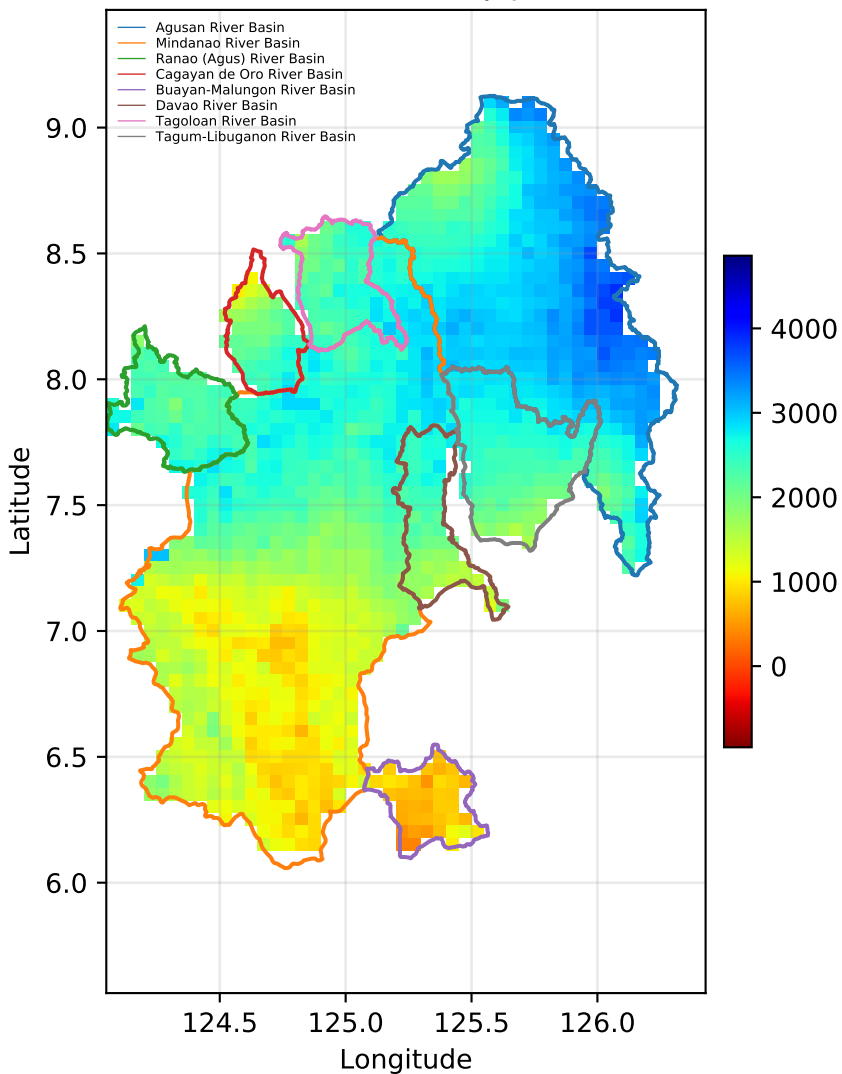 Agusan River Basin
Mindanao River Basin
Ranao (Agus) River Basin
Cagayan de Oro River Basin
Buayan-Malungon River Basin
Davao River Basin
Tagoloan River Basin
Tagum-Libuganon River Basin
9.0
8.5
8.0
7.5
7.0
6.5
6.0
Latitude
124.5 125.0 125.5 126.0
Longitude
4000
3000
2000
1000
0